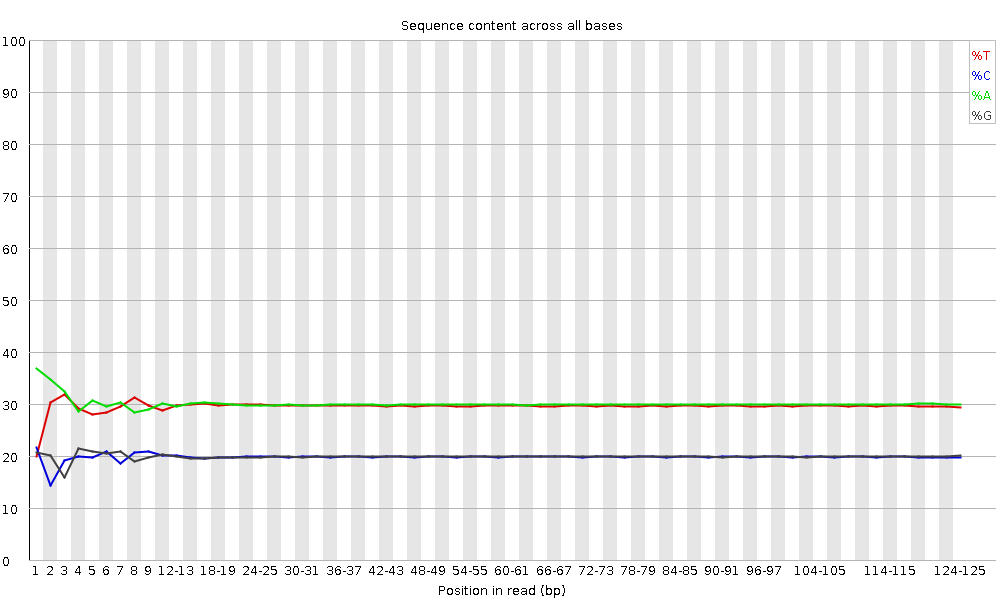 Sequence content across all bases
100
90
80
70
60
50
40
30
20
10
0
%T
%C
%A
%G
1 2 3 4 5 6 7 8 9 12-13 18-19 24-25 30-31 36-37 42-43 48-49 54-55 60-61 66-67 72-73 78-79 84-85 90-91 96-97 104-105 114-115 124-125
Position in read (bp)